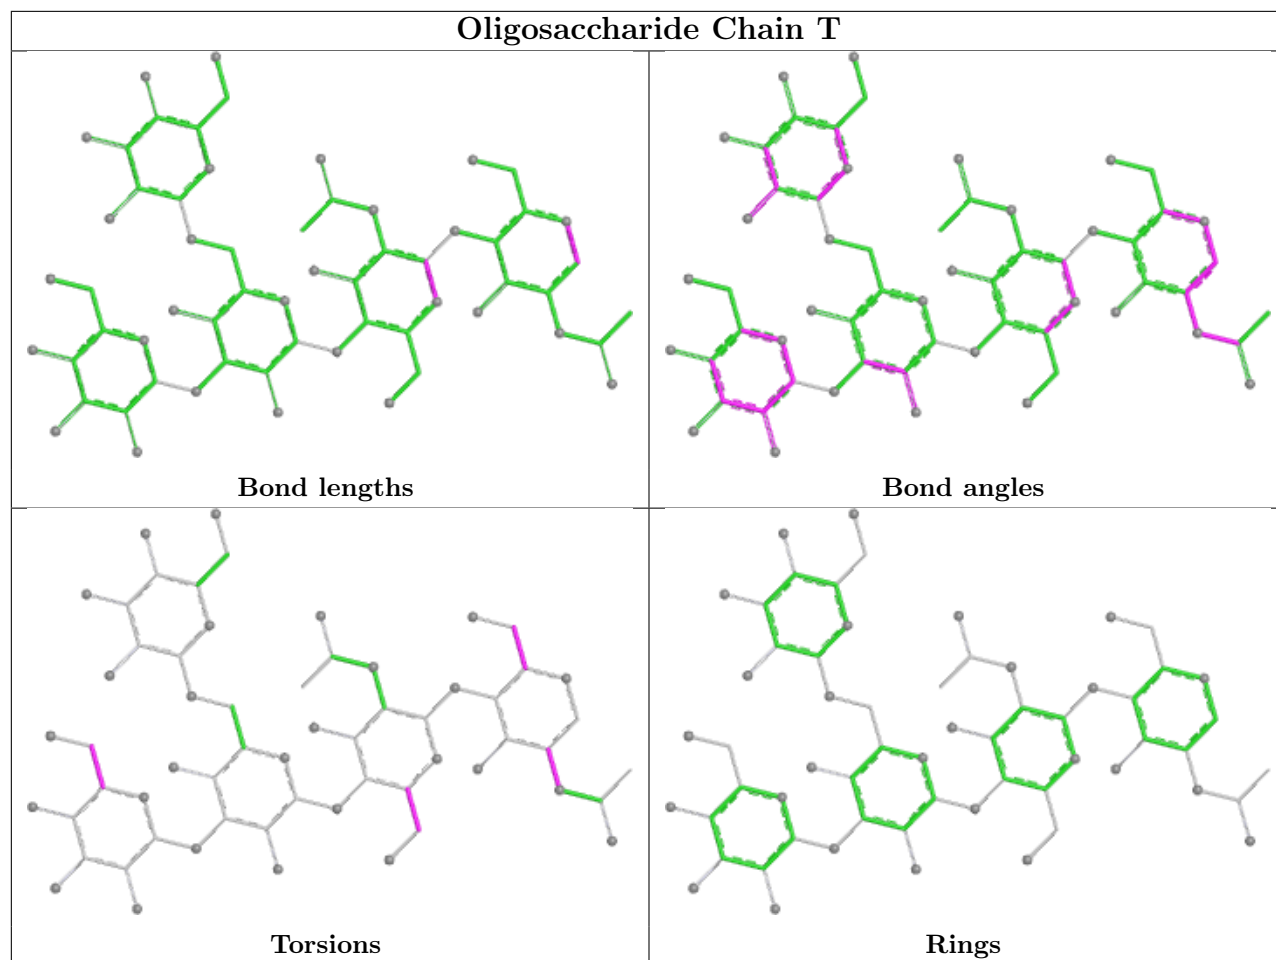 Oligosaccharide Chain T
Bond lengths
Bond angles
Torsions
Rings